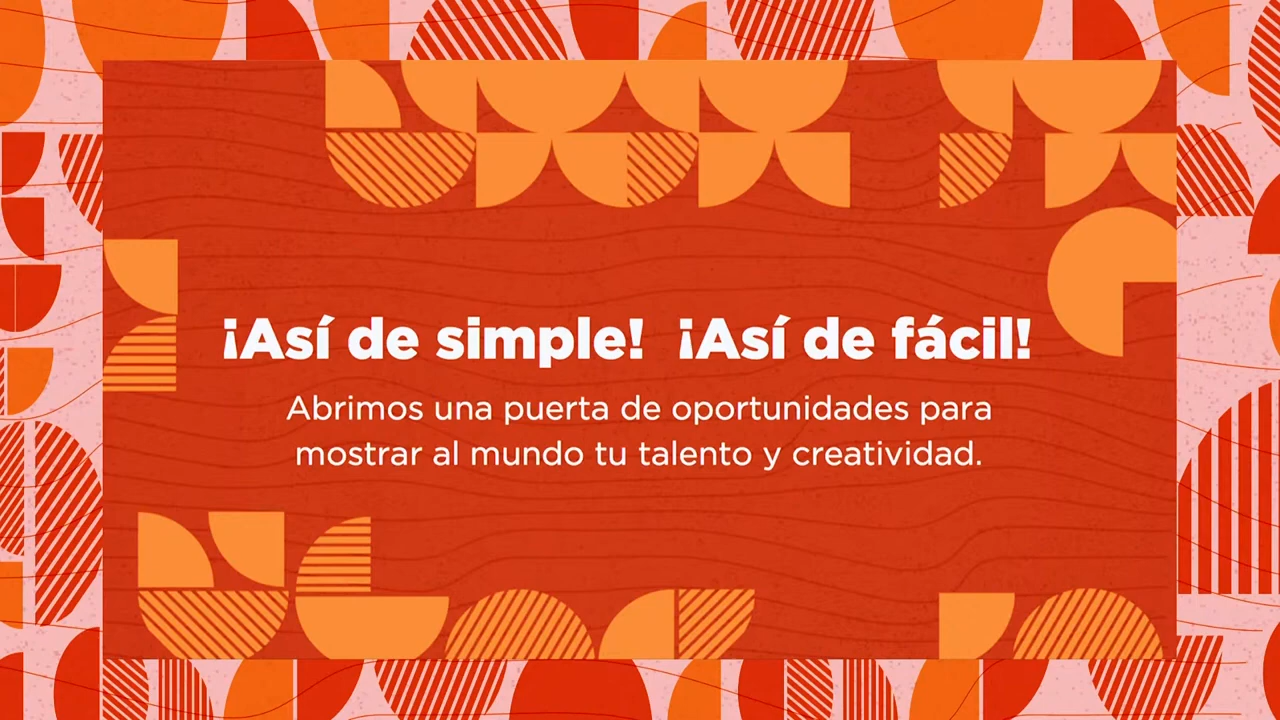 ¡Así de simple! ¡Así de fácil!
Abrimos una puerta de oportunidades para
mostrar al mundo tu talento y creatividad.